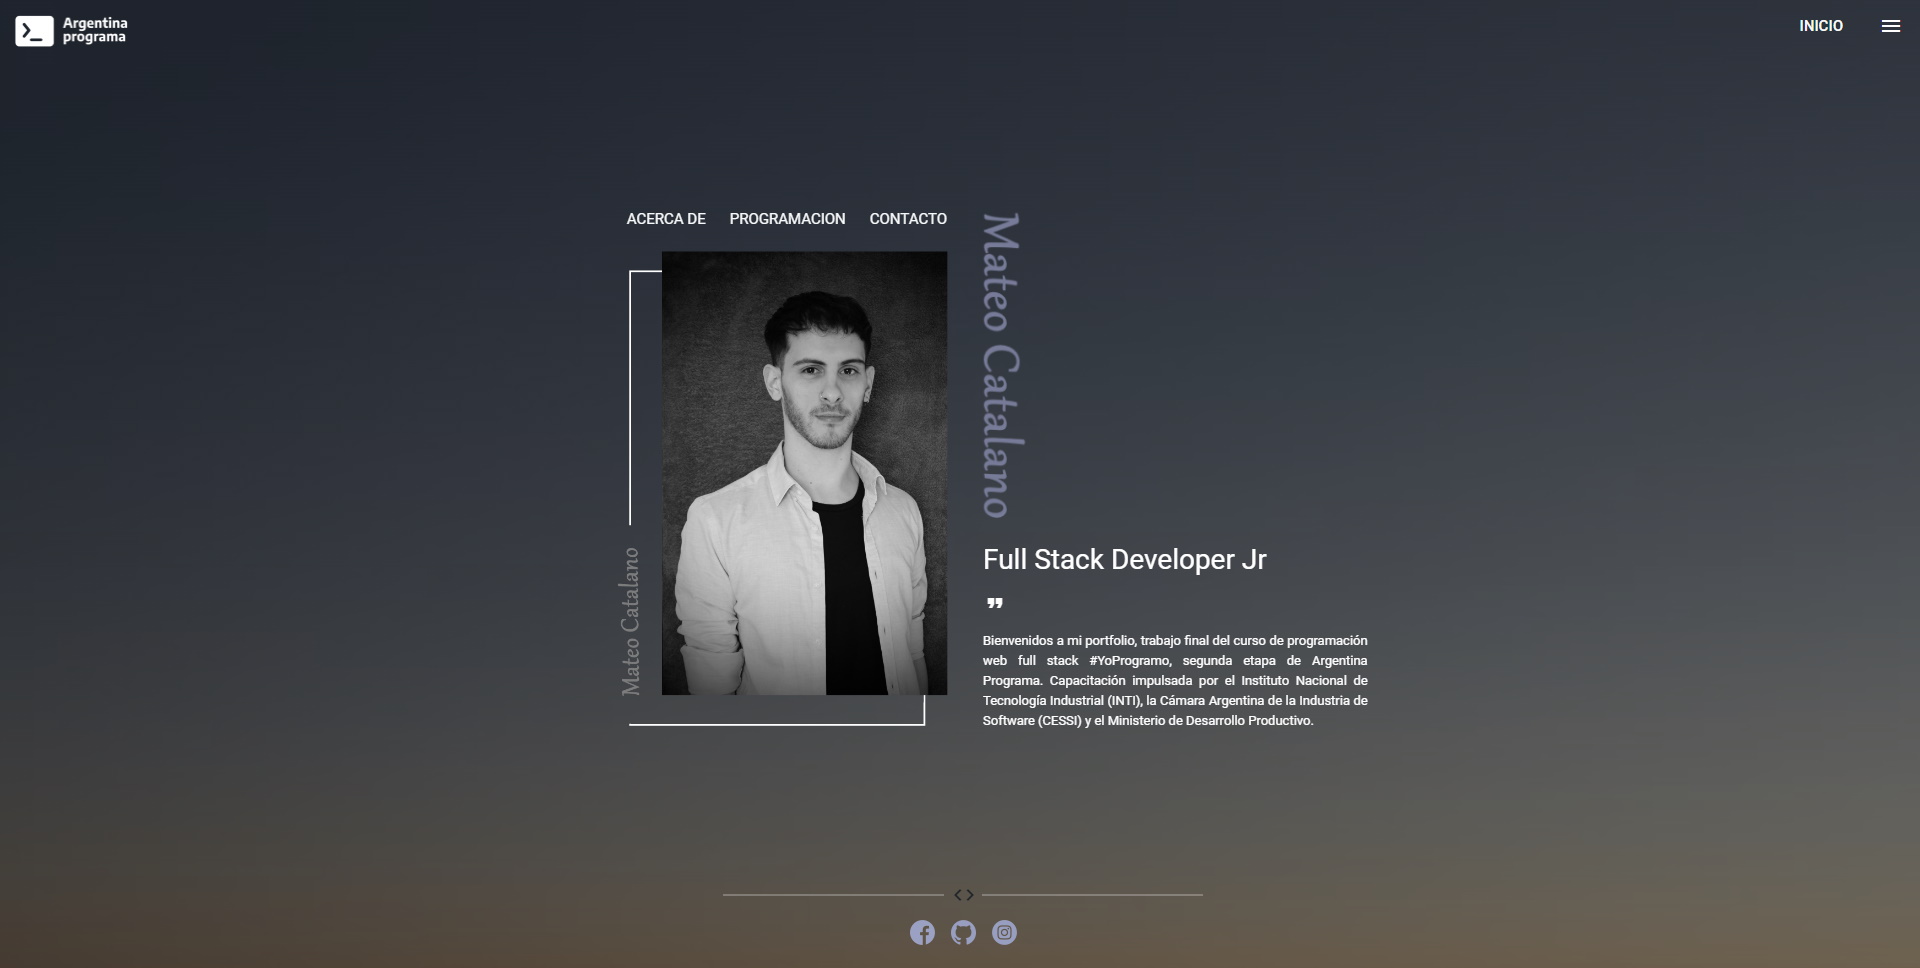 Argentina
programa
INICIO
ACERCA DE PROGRAMACION CONTACTO
Mateo Catalano
Mateo Catalano
Full Stack Developer Jr
Bienvenidos a mi portfolio, trabajo final del curso de programación
web full stack #YoProgramo, segunda etapa de Argentina
Programa. Capacitación impulsada por el Instituto Nacional de
Tecnología Industrial (INTI), la Cámara Argentina de la Industria de
Software (CESSI) y el Ministerio de Desarrollo Productivo.